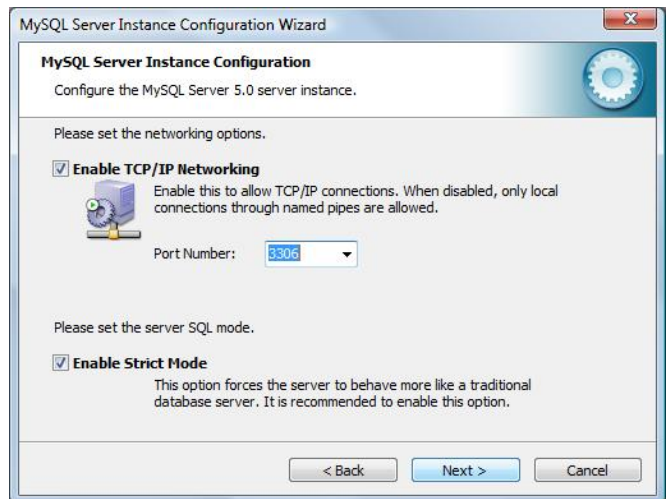 MySQL Server Instance Configuration Wizard
MySQL Server Instance Configuration
Configure the MySQL Server 5.0 server instance.
Please set the networking options.
Enable TCP/IP Networking
Enable this to allow TCP/IP connections. When disabled, only local
connections through named pipes are allowed.
Port Number: 3306
Please set the server SQL mode.
Enable Strict Mode
This option forces the server to behave more like a traditional
database server. It is recommended to enable this option.
< Back Next > Cancel